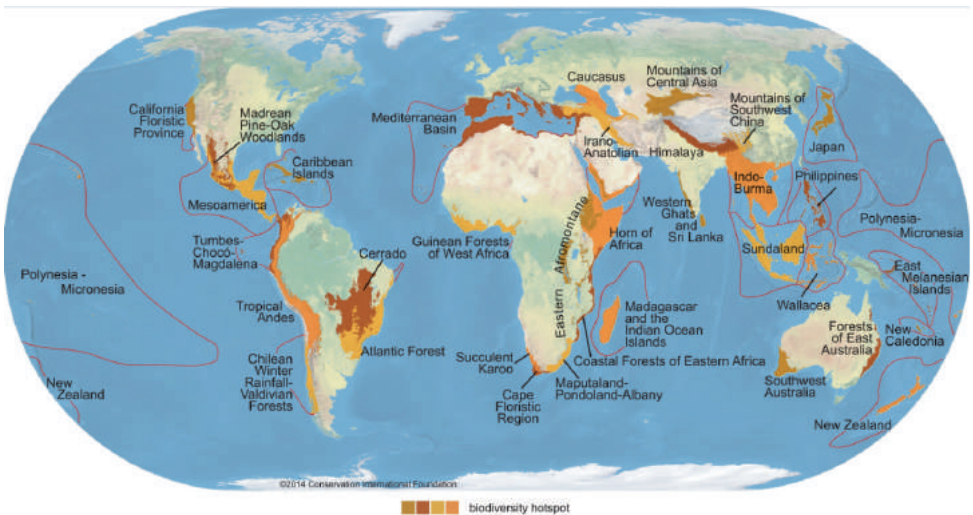 California
Floristic
Province
Madrean
Pine-Oak
Woodlands
Caribbean
Islands
Mesoamerica
Tumbes-
Chocó-
Magdalena
Cerrado
Polynesia -
Micronesia
Tropical
Andes
Atlantic Forest
Chilean
Winter
Rainfall-
Valdivian
Forests
New
Zealand
Mediterranean
Basin
Caucasus
Irano-
Anatolian
Mountains of
Central Asia
Mountains of
Southwest
China
Himalaya
Japan
Indo-
Burma
Philippines
Western
Ghats
and
Sri Lanka
Polynesia-
Micronesia
Guinean Forests
of West Africa
Eastern Afromontane
Horn of
Africa
Sundaland
Wallacea
East
Melanesian
Islands
Madagascar
and the
Indian Ocean
Islands
Coastal Forests of Eastern Africa
Succulent
Karoo
Cape
Floristic
Region
Maputaland-
Pondoland-Albany
Forests
of East
Australia
New
Caledonia
Southwest
Australia
New Zealand
©2014 Conservation International Foundation
biodiversity hotspot